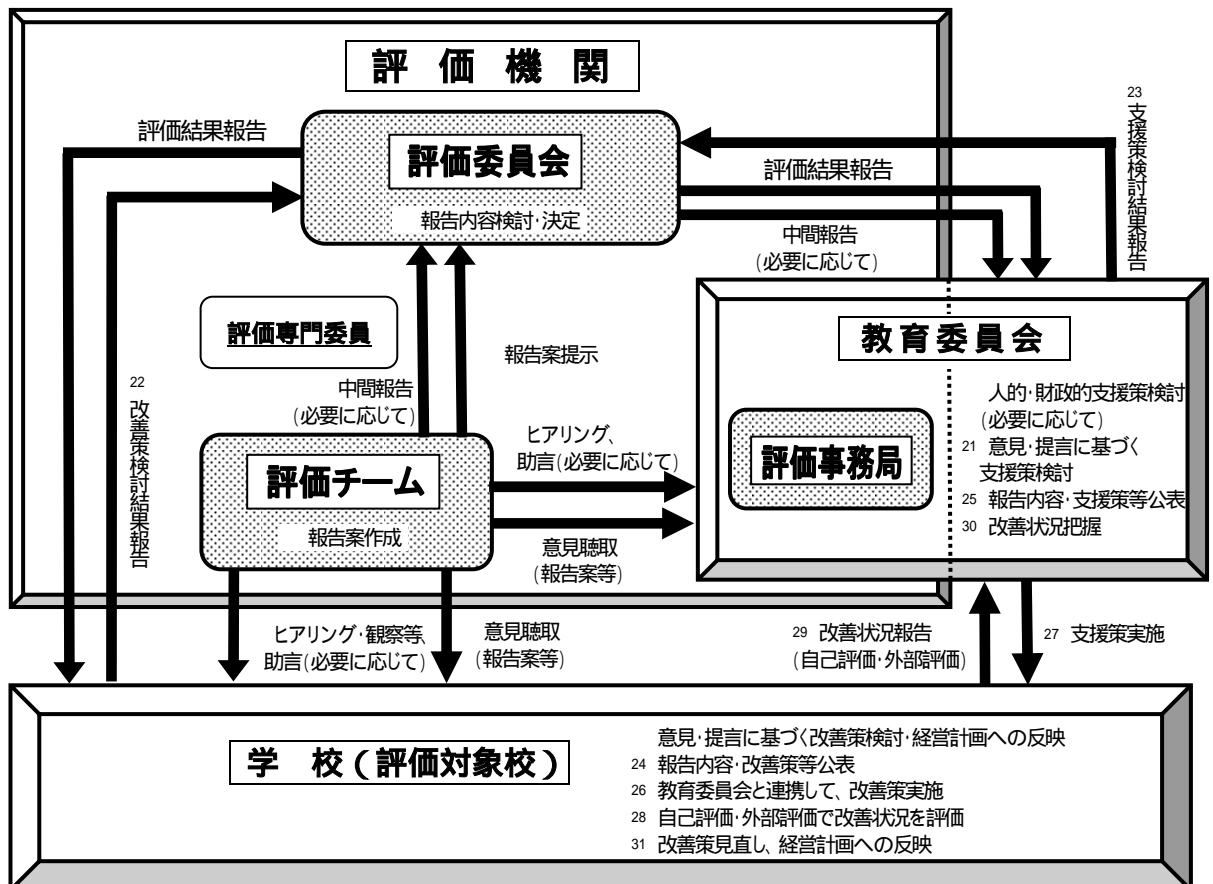 評価機関
評価結果報告
評価委員会
報告内容検討・決定
評価結果報告
中間報告
(必要に応じて)
23
支援策検討結果報告
評価専門委員
報告案提示
中間報告
(必要に応じて)
22
改善策検討結果報告
評価チーム
報告案作成
ヒアリング、
助言(必要に応じて)
意見聴取
(報告案等)
教育委員会
評価事務局
人的・財政的支援策検討
(必要に応じて)
21 意見・提言に基づく
支援策検討
25 報告内容・支援策等公表
30 改善状況把握
ヒアリング・観察等、
助言(必要に応じて)
意見聴取
(報告案等)
29 改善状況報告
(自己評価・外部評価)
27 支援策実施
学 校(評価対象校)
意見・提言に基づく改善策検討・経営計画への反映
24 報告内容・改善策等公表
26 教育委員会と連携して、改善策実施
28 自己評価・外部評価で改善状況を評価
31 改善策見直し、経営計画への反映